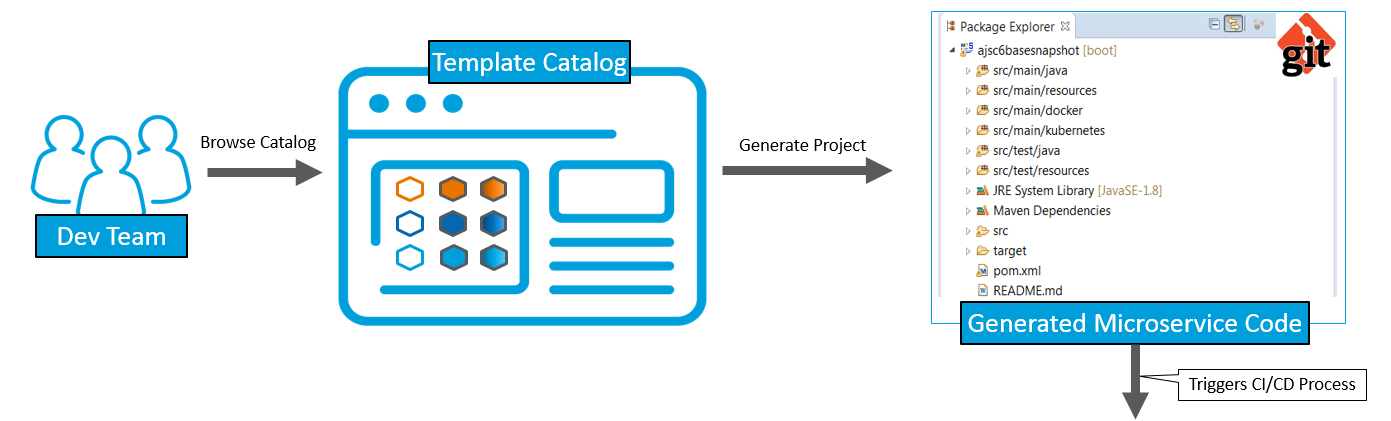 Template Catalog
Browse Catalog
Dev Team
Generate Project
Package Explorer
git
ajsc6basesnapshot [boot]
src/main/java
src/main/resources
src/main/docker
src/main/kubernetes
src/test/java
src/test/resources
JRE System Library [JavaSE-1.8]
Maven Dependencies
src
target
pom.xml
README.md
Generated Microservice Code
Triggers CI/CD Process